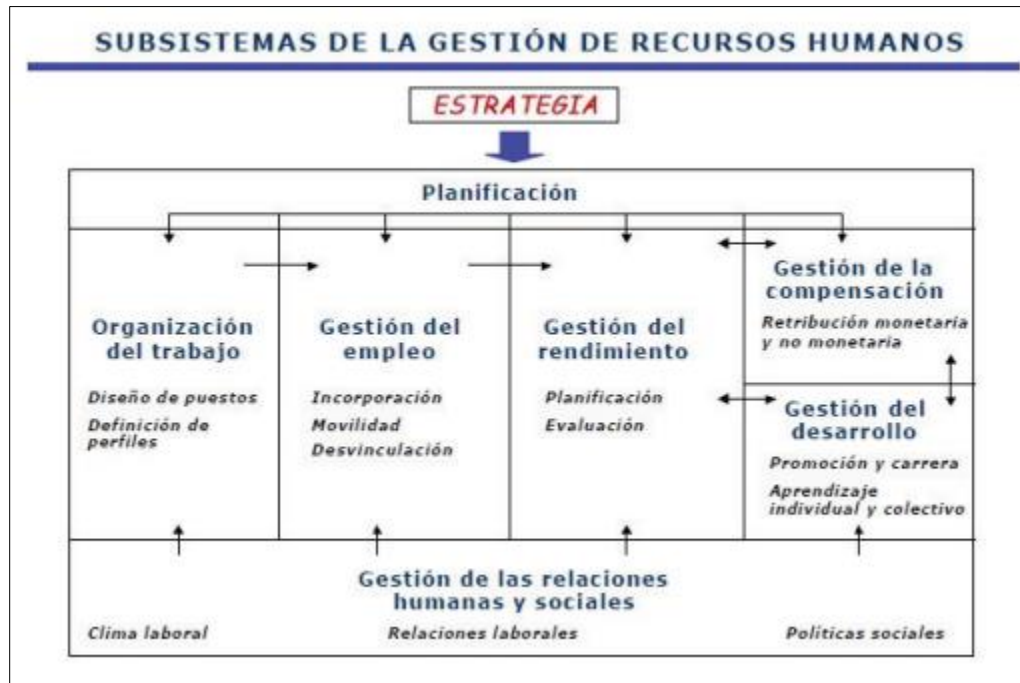 SUBSISTEMAS DE LA GESTIÓN DE RECURSOS HUMANOS
ESTRATEGIA
Planificación
Organización
del trabajo
Diseño de puestos
Definición de
perfiles
Gestión del
empleo
Incorporación
Movilidad
Desvinculación
Gestión del
rendimiento
Planificación
Evaluación
Gestión de la
compensación
Retribución monetaria
y no monetaria
Gestión del
desarrollo
Promoción y carrera
Aprendizaje
individual y colectivo
Gestión de las relaciones
humanas y sociales
Clima laboral
Relaciones laborales
Políticas sociales